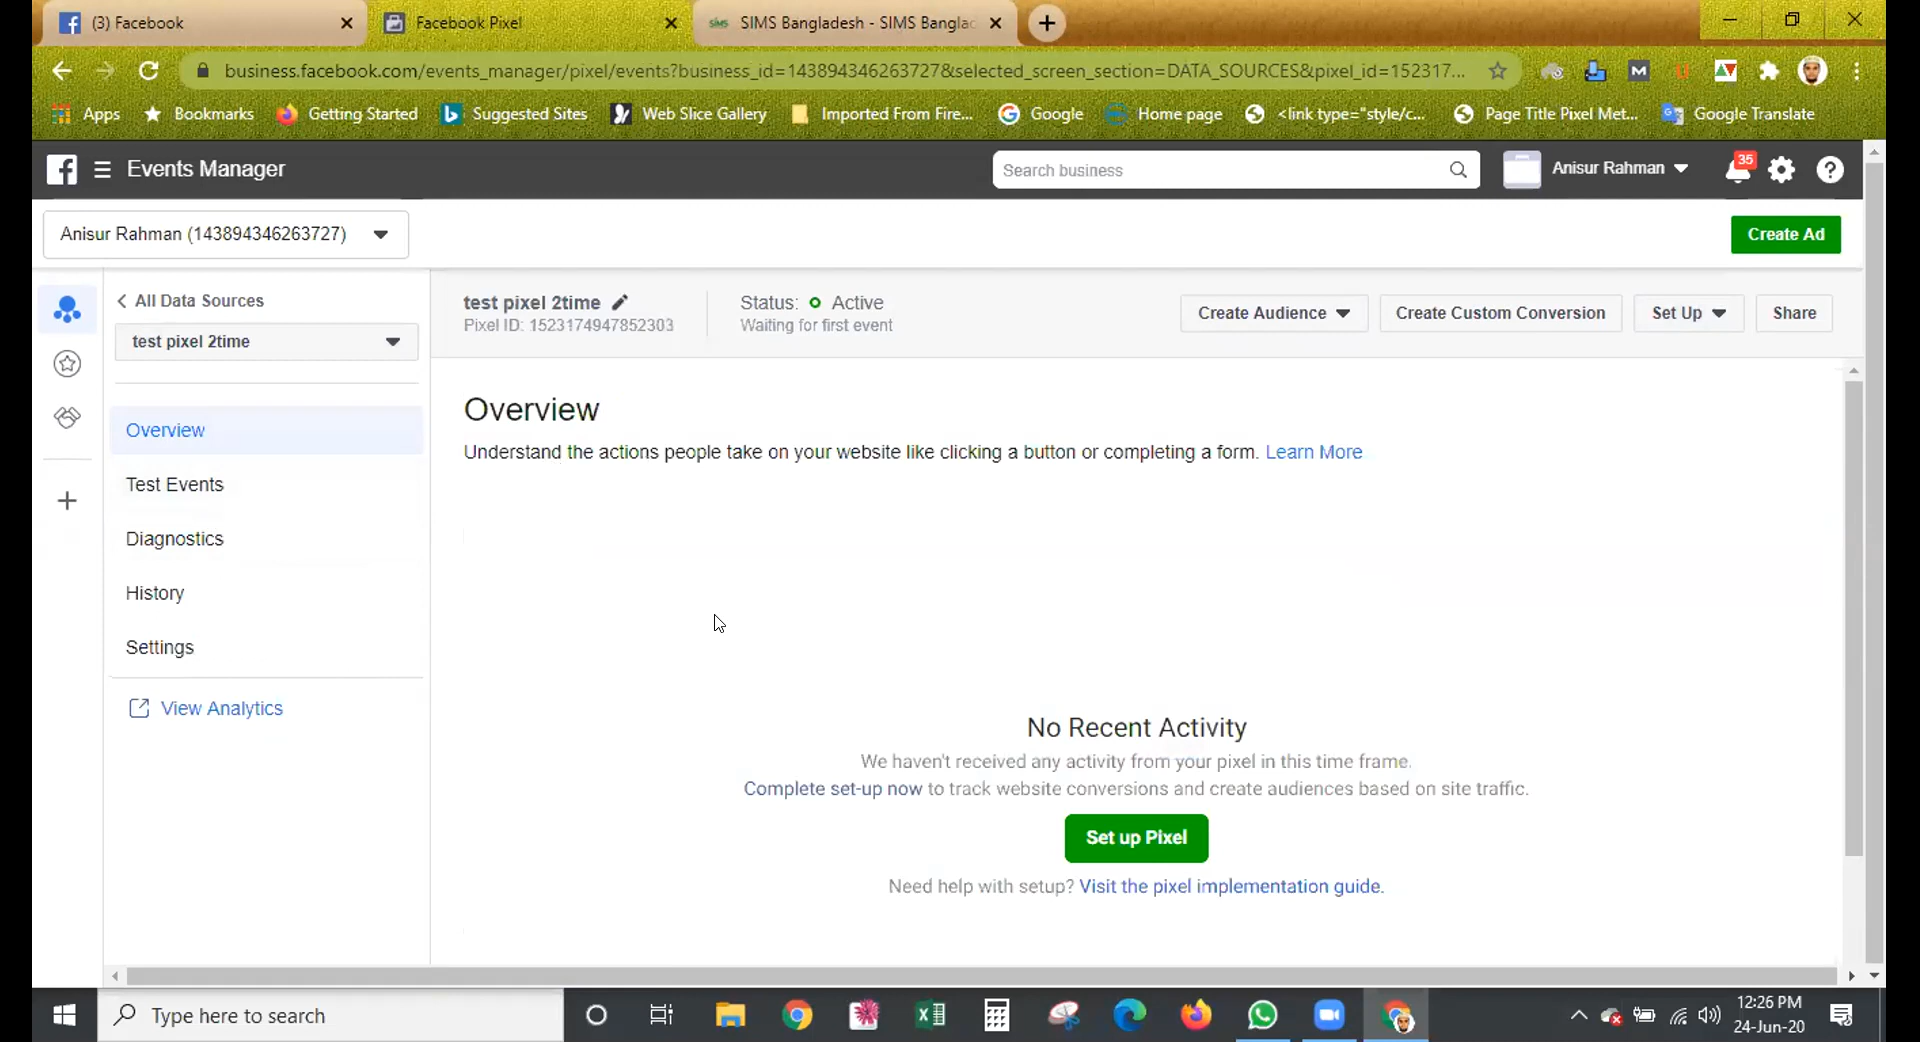 (3) Facebook
Facebook Pixel
SIMS Bangladesh - SIMS Banglac
business.facebook.com/events_manager/pixel/events?business_id=143894346263727&selected_screen_section=DATA_SOURCES&pixel_id=152317...
Apps
Bookmarks
Getting Started
Suggested Sites
Web Slice Gallery
Imported From Fire...
Google
Home page
<link type="style/c...
Page Title Pixel Met...
Google Translate
Events Manager
Search business
Anisur Rahman
35
Anisur Rahman (143894346263727)
Create Ad
All Data Sources
test pixel 2time
Overview
Test Events
Diagnostics
History
Settings
View Analytics
test pixel 2time
Pixel ID: 1523174947852303
Status: Active
Waiting for first event
Create Audience
Create Custom Conversion
Set Up
Share
Overview
Understand the actions people take on your website like clicking a button or completing a form. Learn More
No Recent Activity
We haven't received any activity from your pixel in this time frame.
Complete set-up now to track website conversions and create audiences based on site traffic.
Set up Pixel
Need help with setup? Visit the pixel implementation guide.
Type here to search
12:26 PM
24-Jun-20